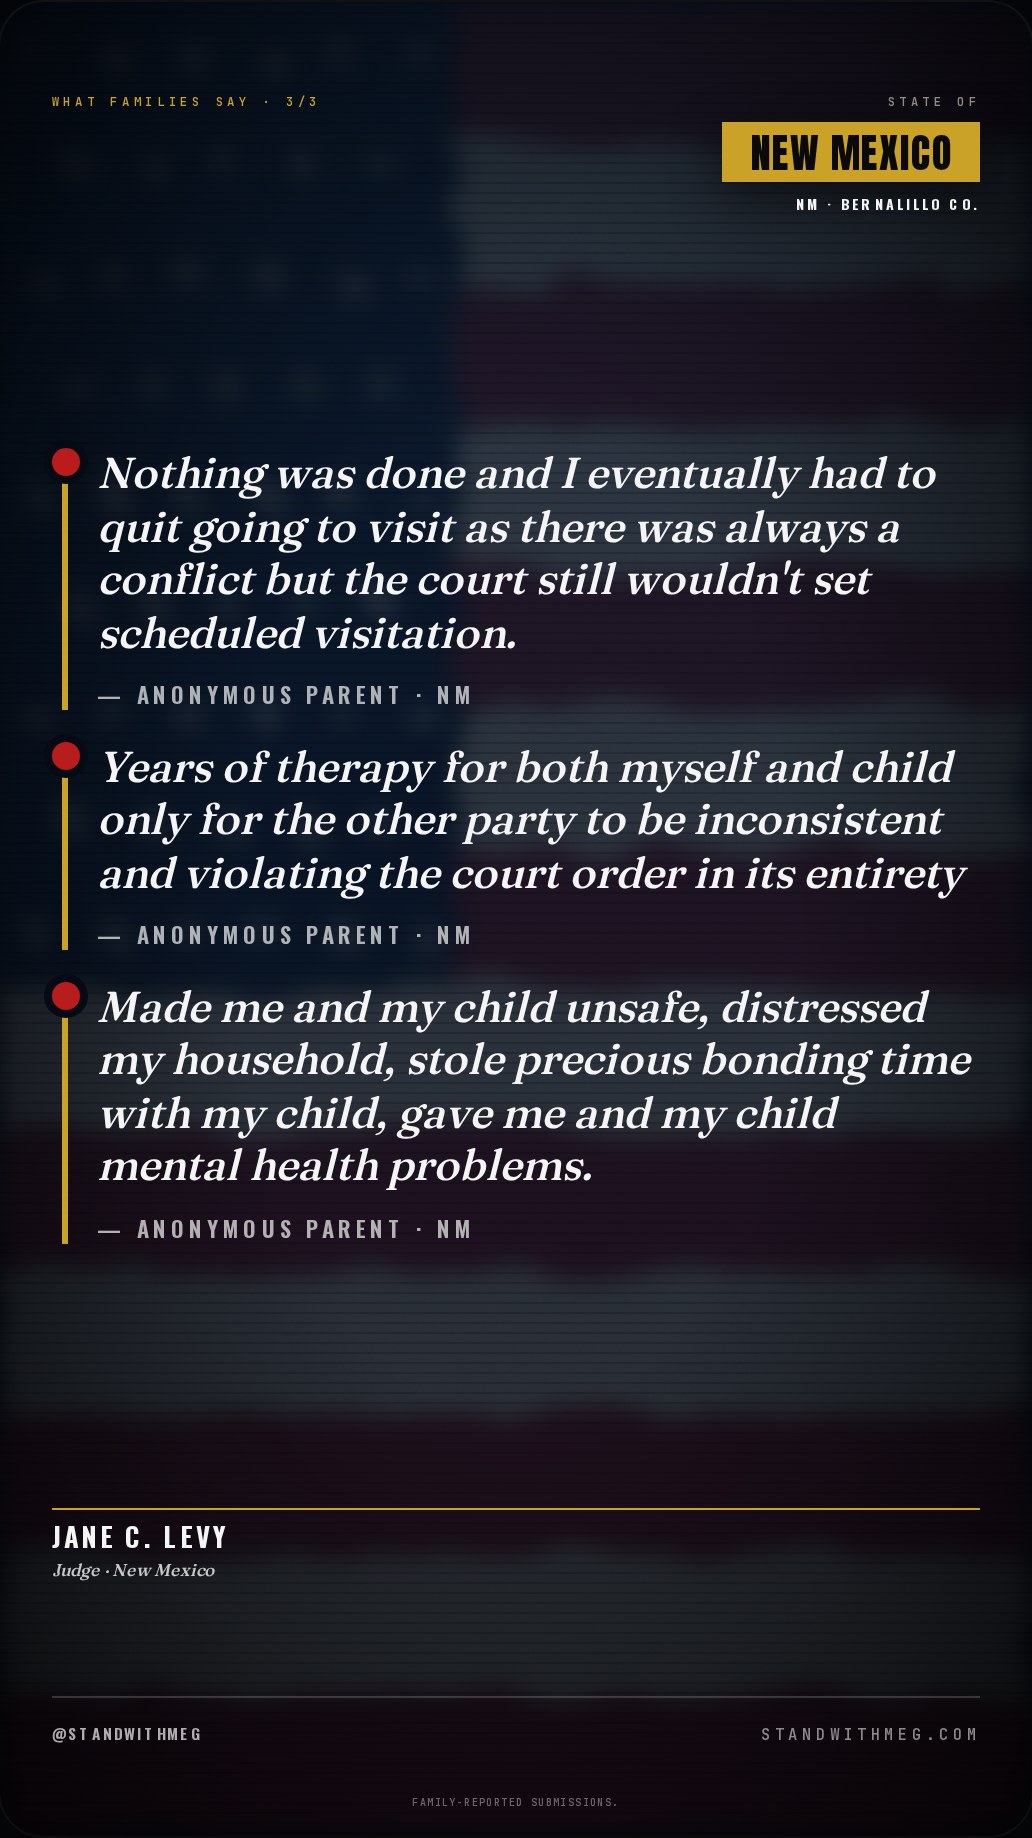 WHAT FAMILIES SAY · 3/3
STATE OF
NEW MEXICO
NM · BERNALILLO CO.
Nothing was done and I eventually had to
quit going to visit as there was always a
conflict but the court still wouldn't set
scheduled visitation.
— ANONYMOUS PARENT · NM
Years of therapy for both myself and child
only for the other party to be inconsistent
and violating the court order in its entirety
— ANONYMOUS PARENT · NM
Made me and my child unsafe, distressed
my household, stole precious bonding time
with my child, gave me and my child
mental health problems.
— ANONYMOUS PARENT · NM
JANE C. LEVY
Judge · New Mexico
@STANDWITHMEG
STANDWITHMEG.COM
FAMILY-REPORTED SUBMISSIONS.